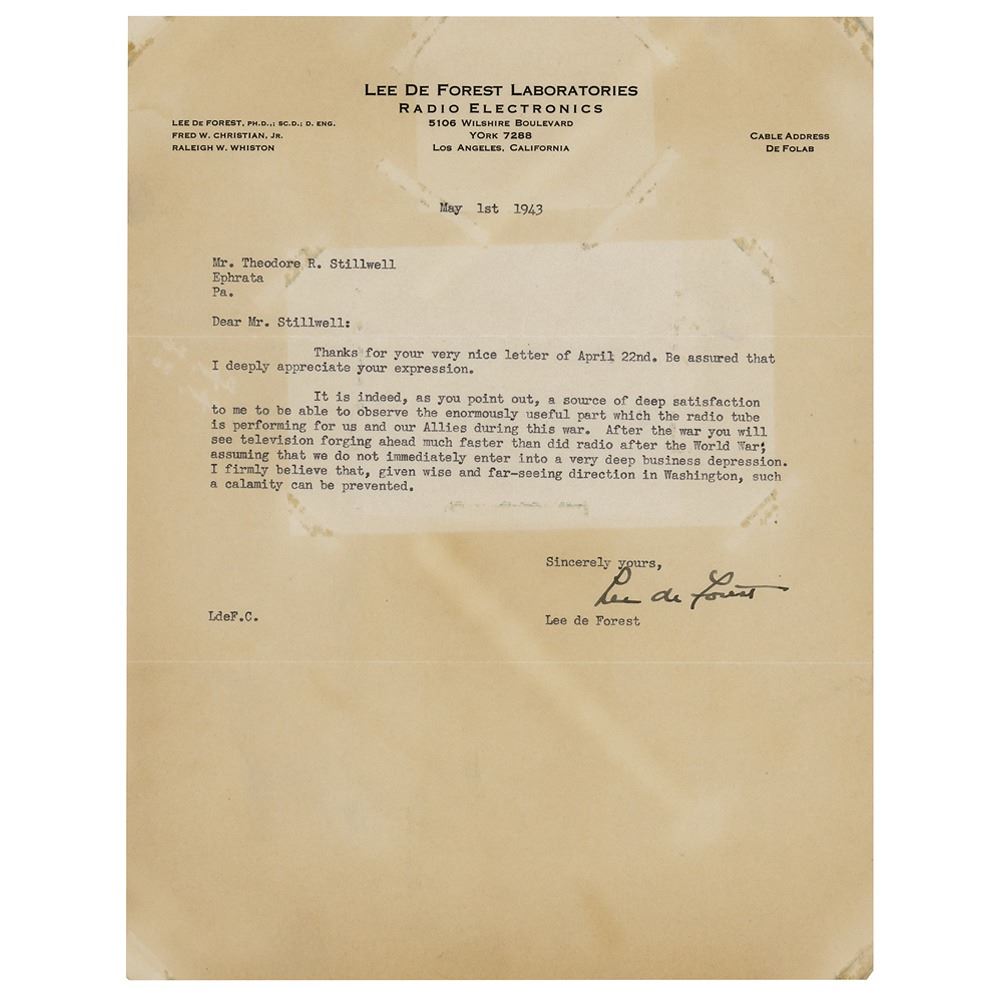 LEE DE FOREST LABORATORIES
RADIO ELECTRONICS
5106 WILSHIRE BOULEVARD
YORK 7288
LOS ANGELES, CALIFORNIA
LEE DE FOREST, PH.D.,; SC.D.; D. ENG.
FRED W. CHRISTIAN, JR.
RALEIGH W. WHISTON
CABLE ADDRESS
DE FOLAB
May 1st 1943
Mr. Theodore R. Stillwell
Ephrata
Pa.
Dear Mr. Stillwell:
Thanks for your very nice letter of April 22nd. Be assured that
I deeply appreciate your expression.
It is indeed, as you point out, a source of deep satisfaction
to me to be able to observe the enormously useful part which the radio tube
is performing for us and our Allies during this war. After the war you will
see television forging ahead much faster than did radio after the World War;
assuming that we do not immediately enter into a very deep business depression.
I firmly believe that, given wise and far-seeing direction in Washington, such
a calamity can be prevented.
Sincerely yours,
Lee de Forest
LdeF.C.
Lee de Forest